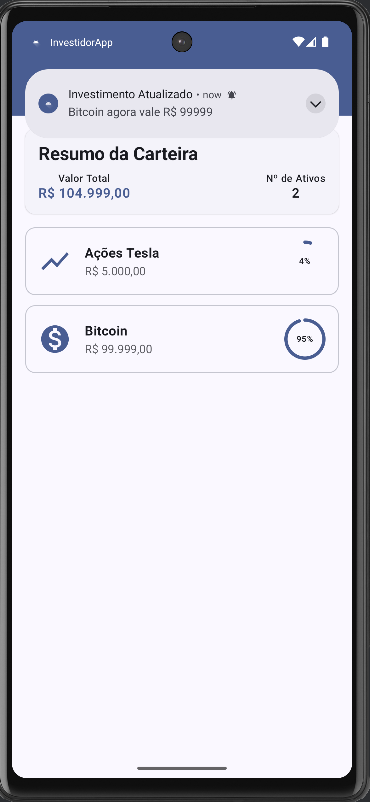 InvestidorApp
Investimento Atualizado • now
Bitcoin agora vale R$ 99999
Resumo da Carteira
Valor Total
Nº de Ativos
R$ 104.999,00
2
Ações Tesla
R$ 5.000,00
4%
Bitcoin
R$ 99.999,00
95%